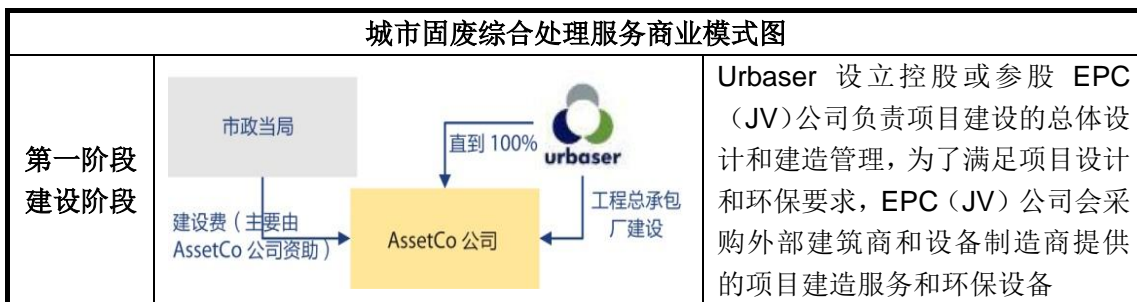 城市固废综合处理服务商业模式图
第一阶段
建设阶段
市政当局
直到 100%
urbaser
工程总承包
厂建设
建设费（主要由
AssetCo 公司资助）
AssetCo 公司
Urbaser 设立控股或参股 EPC
（JV）公司负责项目建设的总体设
计和建造管理，为了满足项目设计
和环保要求，EPC（JV）公司会采
购外部建筑商和设备制造商提供
的项目建造服务和环保设备